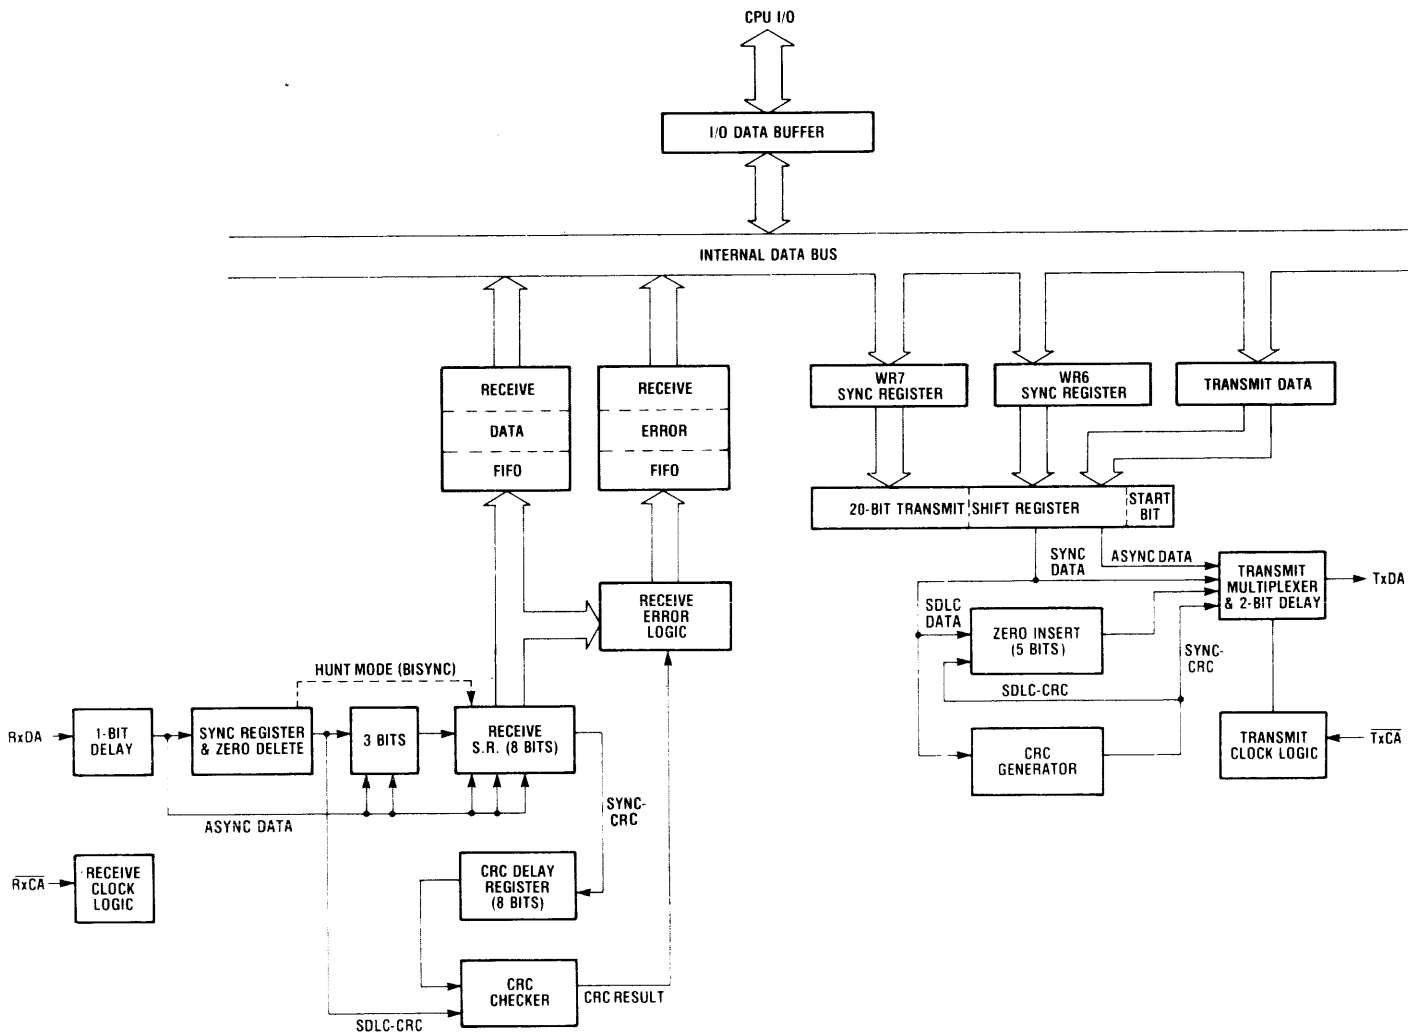 CPU I/O
I/O DATA BUFFER
INTERNAL DATA BUS
RECEIVE
DATA
FIFO
RECEIVE
ERROR
FIFO
WR7
SYNC REGISTER
WR6
SYNC REGISTER
TRANSMIT DATA
20-BIT TRANSMIT SHIFT REGISTER
START
BIT
SYNC
DATA
ASYNC DATA
TRANSMIT
MULTIPLEXER
& 2-BIT DELAY
TxDA
RECEIVE
ERROR
LOGIC
SDLC
DATA
ZERO INSERT
(5 BITS)
SYNC-
CRC
SDLC-CRC
HUNT MODE (BISYNC)
RxDA
1-BIT
DELAY
SYNC REGISTER
& ZERO DELETE
3 BITS
RECEIVE
S.R. (8 BITS)
CRC
GENERATOR
TRANSMIT
CLOCK LOGIC
TxCA
ASYNC DATA
SYNC-
CRC
RxCA
RECEIVE
CLOCK
LOGIC
CRC DELAY
REGISTER
(8 BITS)
CRC
CHECKER
CRC RESULT
SDLC-CRC